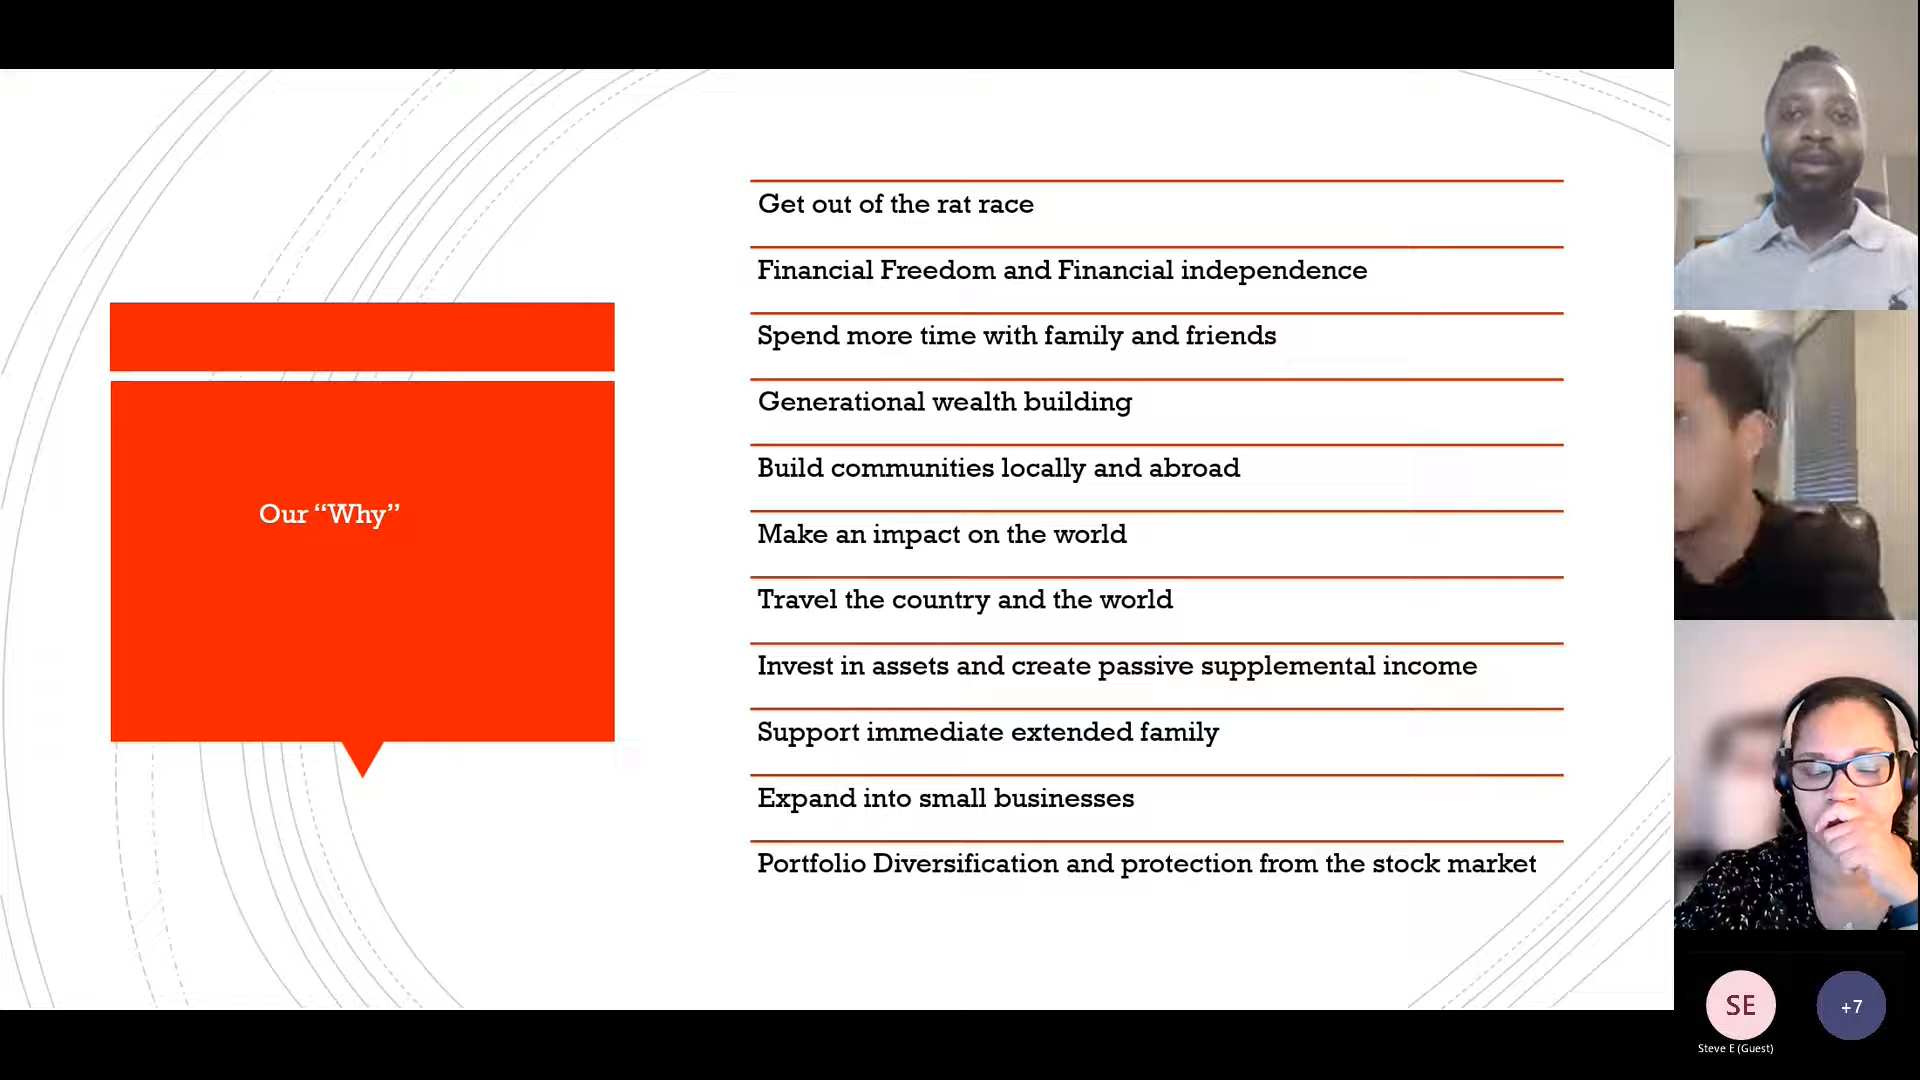 Our “Why”
Get out of the rat race
Financial Freedom and Financial independence
Spend more time with family and friends
Generational wealth building
Build communities locally and abroad
Make an impact on the world
Travel the country and the world
Invest in assets and create passive supplemental income
Support immediate extended family
Expand into small businesses
Portfolio Diversification and protection from the stock market
SE
+7
Steve E (Guest)